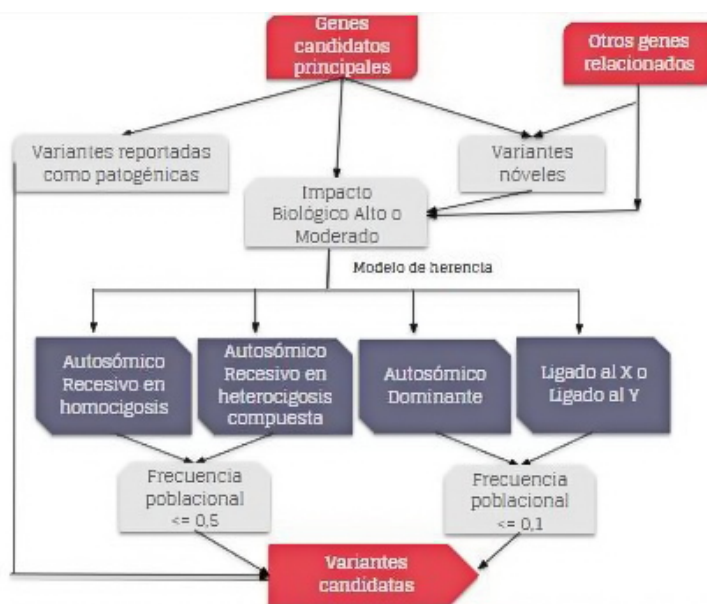 Genes
candidatos
principales
Otros genes
relacionados
Variantes reportadas
como patogénicas
Variantes
nóveles
Impacto
Biológico Alto o
Moderado
Modelo de herencia
Autosómico
Recesivo en
homocigosis
Autosómico
Recesivo en
heterocigosis
compuesta
Autosómico
Dominante
Ligado al X o
Ligado al Y
Frecuencia
poblacional
<= 0,5
Frecuencia
poblacional
<= 0,1
Variantes
candidatas